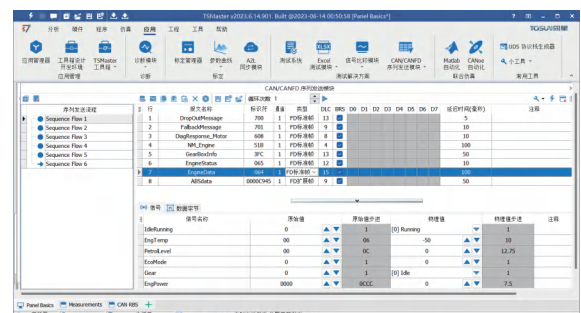 TSMaster v2023.6.14.901. Built @2023-06-14 00:50:58 [Panel Basics*]
分析 硬件 程序 仿真 应用 工程 工具 帮助
TOSUN同星
应用管理器 工具箱设计开发环境 TSMaster工具箱 诊断模块 标定管理器 参数曲线 A2L同步模块 测试系统 Excel测试模块 信号比较模块 CAN/CANFD序列发送模块 Matlab自动化 CANoe自动化 UDS 协议栈生成器
小工具
应用管理 诊断 标定 测试解决方案 联合仿真 常用工具
CAN/CANFD 序列发送模块
循环次数 1
序列发送流程 行 报文名称 标识符 通道 类型 DLC BRS D0 D1 D2 D3 D4 D5 D6 D7 延迟时间(毫秒) 注释
Sequence Flow 1 1 DropOutMessage 700 1 FD标准帧 13 5
Sequence Flow 2 2 FallbackMessage 701 1 FD标准帧 9 10
Sequence Flow 3 3 DiagResponse_Motor 608 1 FD标准帧 8 10
Sequence Flow 4 4 NM_Engine 51B 1 FD标准帧 4 100
Sequence Flow 5 5 GearBoxInfo 3FC 1 FD标准帧 13 50
Sequence Flow 6 6 EngineStatus 065 1 FD标准帧 12 10
7 EngineData 064 1 FD标准帧 15 100
8 ABSdata 0000C945 1 FD扩展帧 9 50
信号 数据字节
信号名称 原始值 原始值步进 物理值 物理值步进 注释
IdleRunning 0 1 [0] Running 1
EngTemp 00 06 -50 10
PetrolLevel 00 0C 0 12.75
EcoMode 0 1 0 1
Gear 0 1 [0] Idle 1
EngPower 0000 0CCC 0 7.5
Panel Basics Measurements CAN RBS